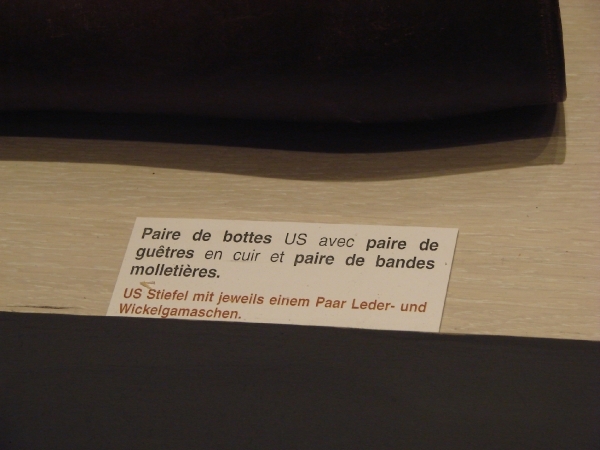 Paire de bottes US avec paire de
guêtres en cuir et paire de bandes
molletières.
US Stiefel mit jeweils einem Paar Leder- und
Wickelgamaschen.